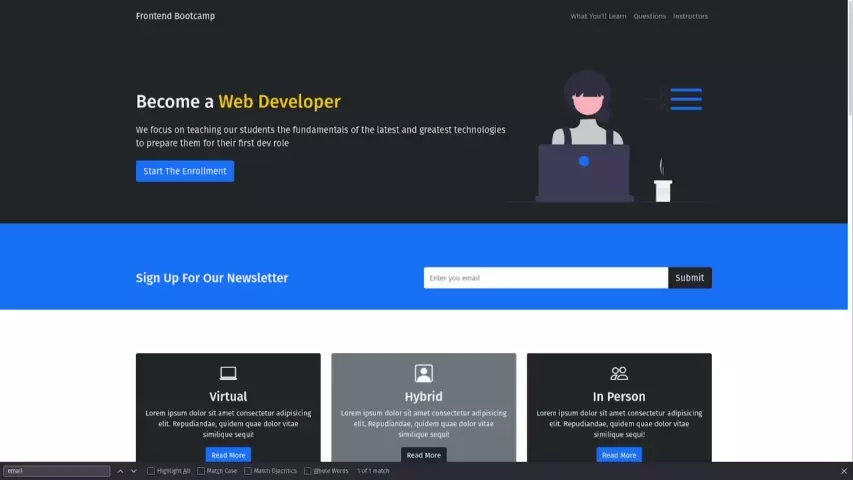 Frontend Bootcamp
What You'll Learn Questions Instructors
Become a Web Developer
We focus on teaching our students the fundamentals of the latest and greatest technologies
to prepare them for their first dev role
Start The Enrollment
Sign Up For Our Newsletter
Enter you email
Submit
Virtual
Lorem ipsum dolor sit amet consectetur adipisicing
elit. Repudiandae, quidem quae dolor vitae
similique sequi!
Read More
Hybrid
Lorem ipsum dolor sit amet consectetur adipisicing
elit. Repudiandae, quidem quae dolor vitae
similique sequi!
Read More
In Person
Lorem ipsum dolor sit amet consectetur adipisicing
elit. Repudiandae, quidem quae dolor vitae
similique sequi!
Read More
email
Highlight All Match Case Match Diacritics Whole Words 1 of 1 match